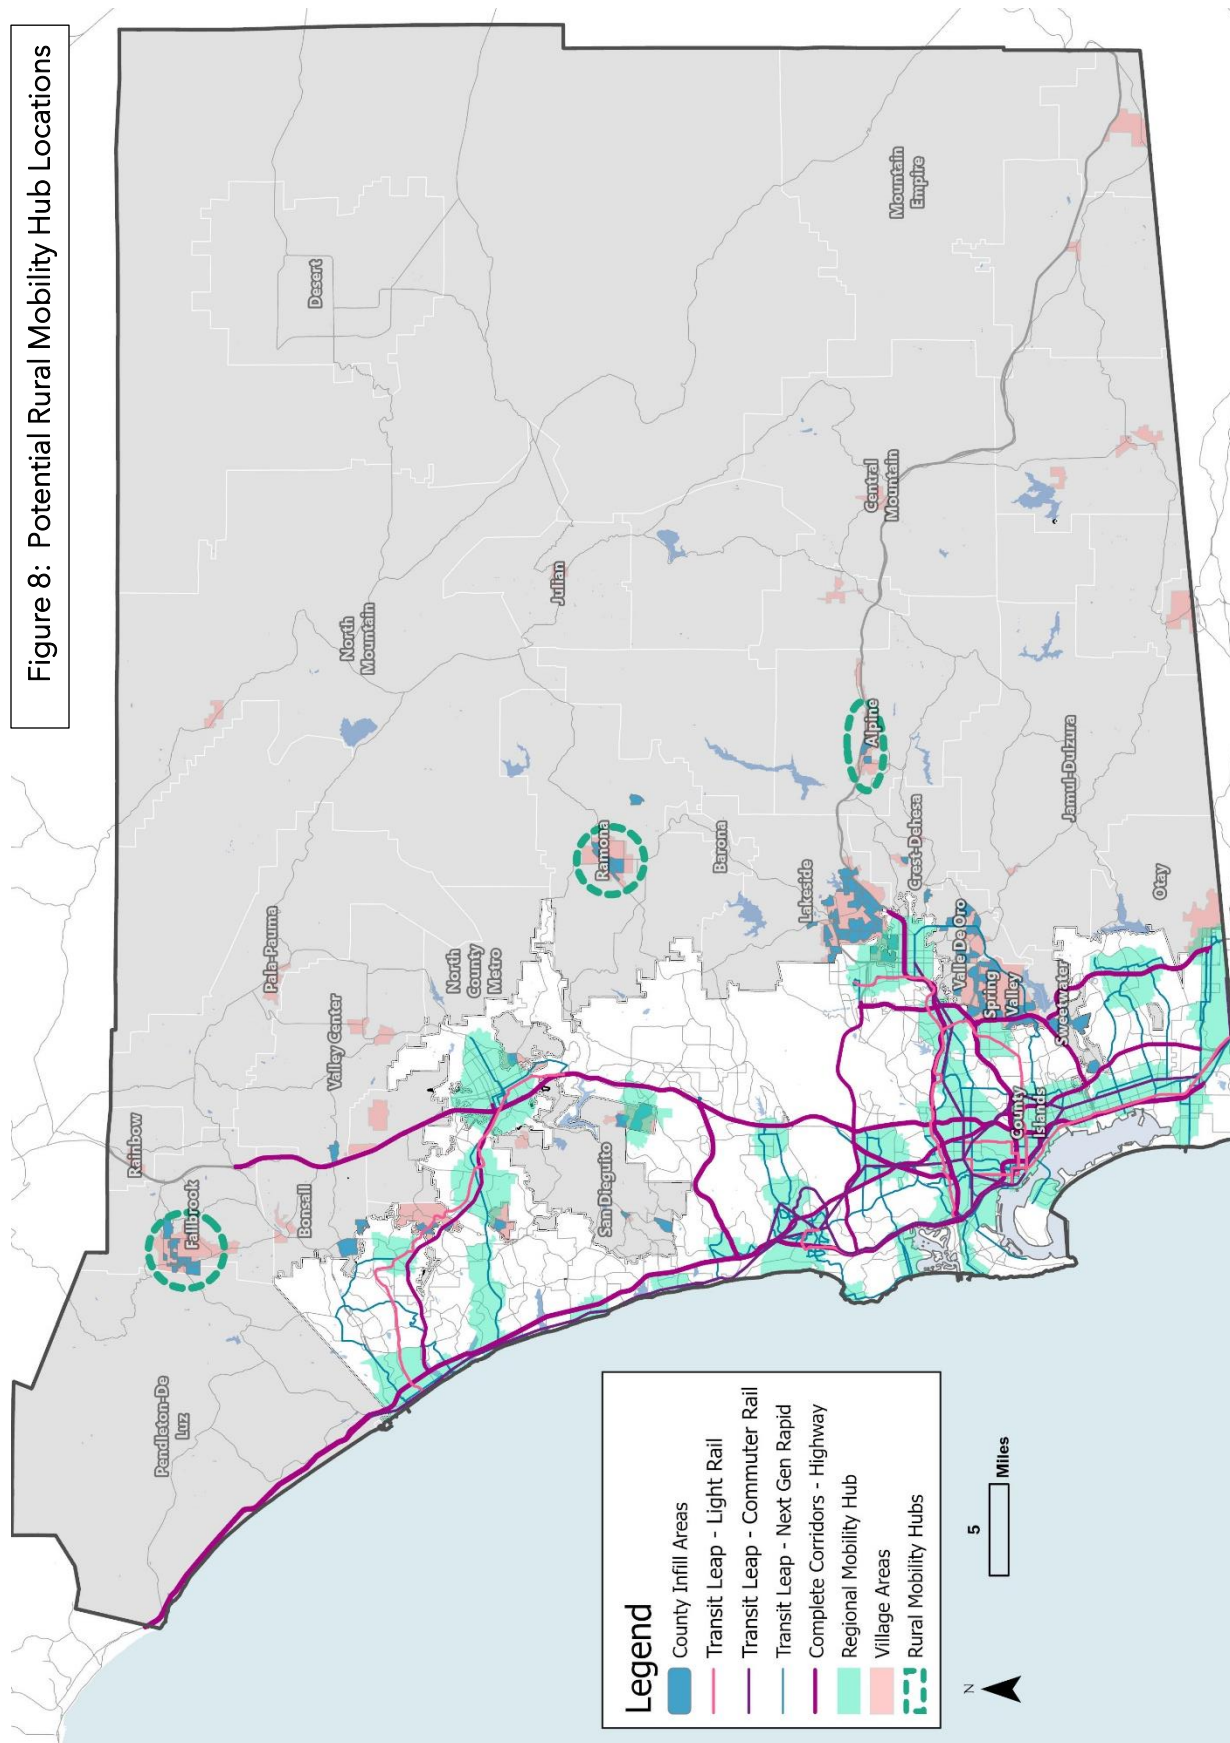 Figure 8: Potential Rural Mobility Hub Locations
Rainbow
Fallbrook
Pendleton-De
Luz
Bonsall
Pala-Pauma
Valley Center
North
Mountain
Desert
North
County
Metro
Julian
San Dieguito
Ramona
Barona
Lakeside
Alpine
Central
Mountain
Mountain
Empire
Crest-Dehesa
Valle De Oro
Spring
Valley
County
Islands
Sweetwater
Jamul-Dulzura
Otay
Legend
County Infill Areas
Transit Leap - Light Rail
Transit Leap - Commuter Rail
Transit Leap - Next Gen Rapid
Complete Corridors - Highway
Regional Mobility Hub
Village Areas
Rural Mobility Hubs
N
5
Miles